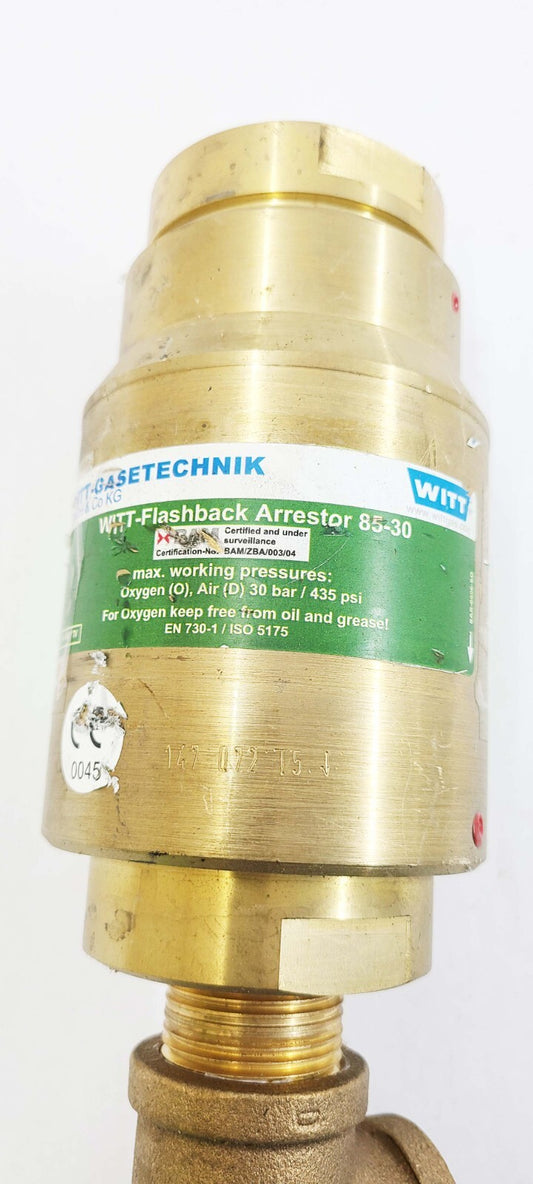 TT-GASETECHNIK
& Co KG
WITT
WITT-Flashback Arrestor 85-30
BAM Certified and under
surveillance
Certification-No. BAM/ZBA/003/04
max. working pressures:
Oxygen (O), Air (D) 30 bar / 435 psi
For Oxygen keep free from oil and grease!
EN 730-1 / ISO 5175
CE
0045